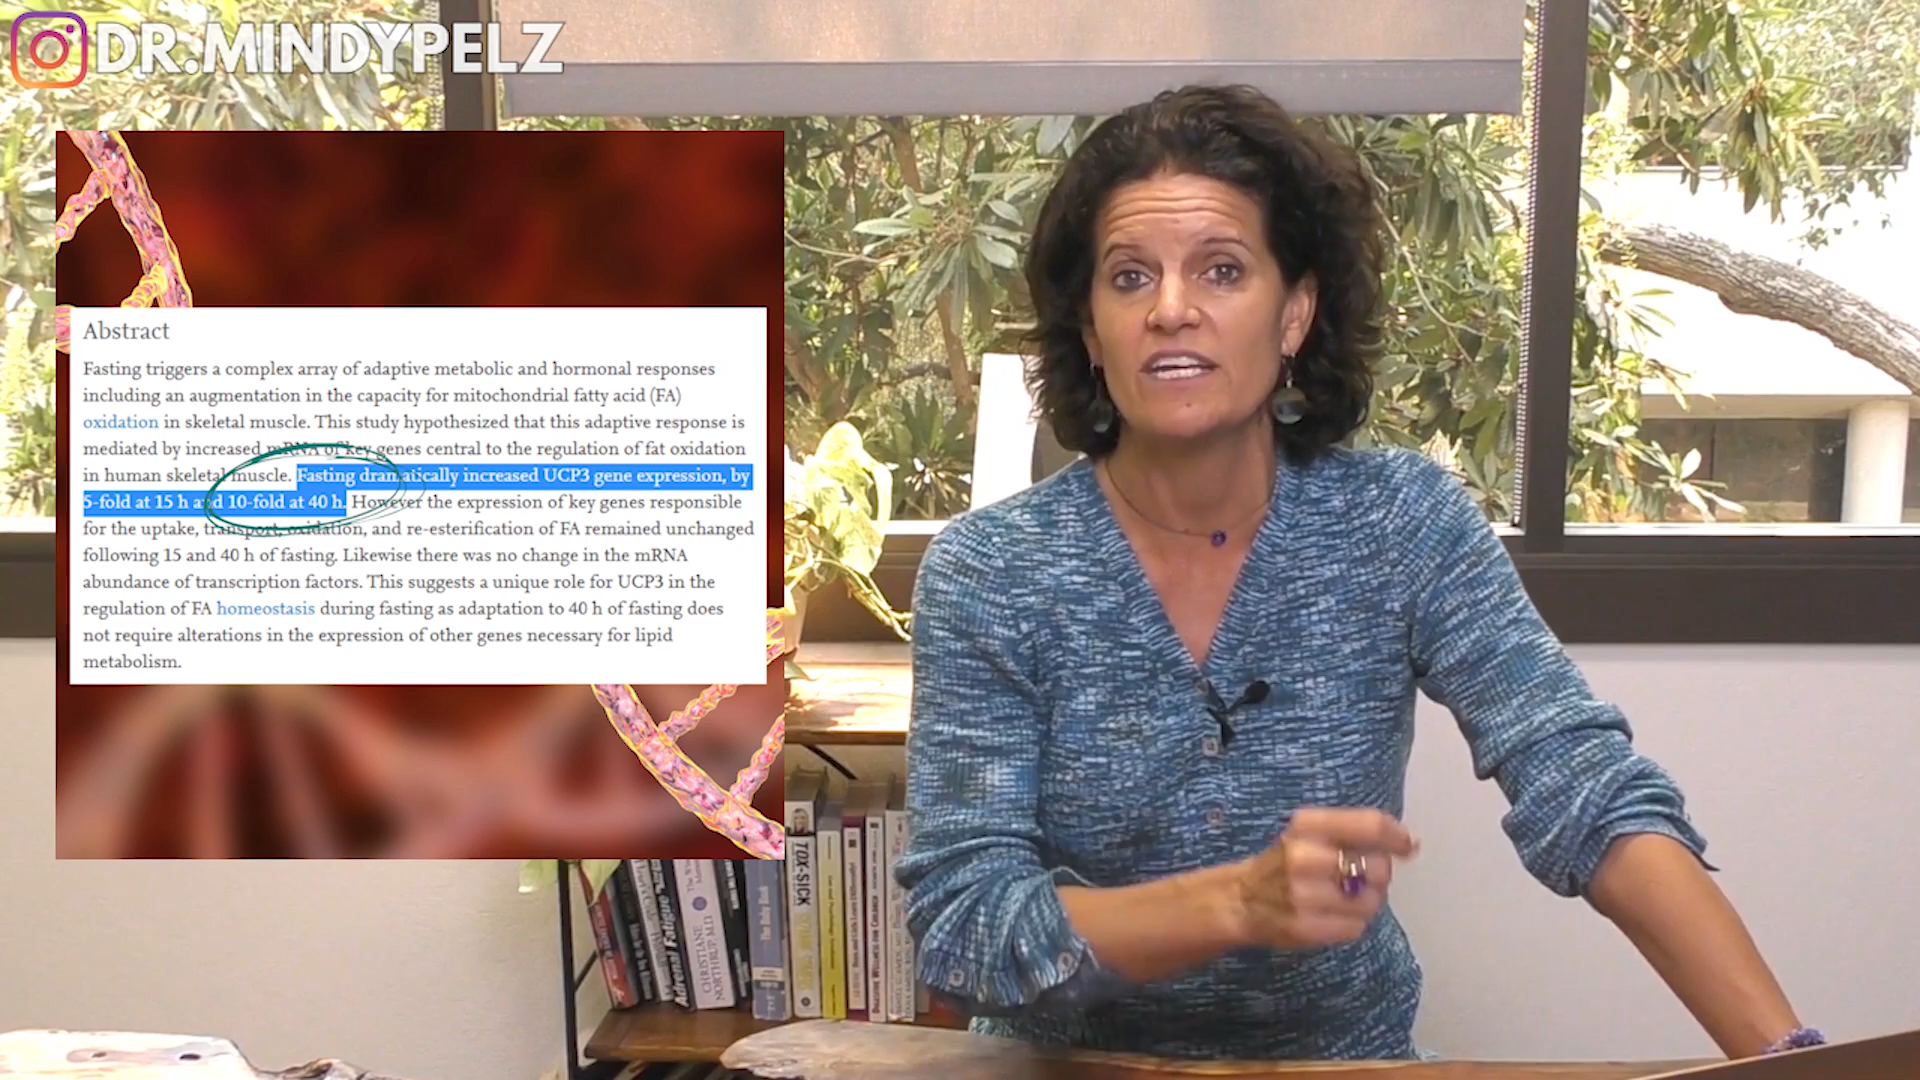 DR.MINDYPELZ
Abstract
Fasting triggers a complex array of adaptive metabolic and hormonal responses
including an augmentation in the capacity for mitochondrial fatty acid (FA)
oxidation in skeletal muscle. This study hypothesized that this adaptive response is
mediated by increased mRNA of key genes central to the regulation of fat oxidation
in human skeletal muscle. Fasting dramatically increased UCP3 gene expression, by
5-fold at 15 h and 10-fold at 40 h. However the expression of key genes responsible
for the uptake, transport, oxidation, and re-esterification of FA remained unchanged
following 15 and 40 h of fasting. Likewise there was no change in the mRNA
abundance of transcription factors. This suggests a unique role for UCP3 in the
regulation of FA homeostasis during fasting as adaptation to 40 h of fasting does
not require alterations in the expression of other genes necessary for lipid
metabolism.
Adrenal Fatigue
CHRISTIANE
NORTHRUP, M.D.
The Baby Book
TOX-SICK